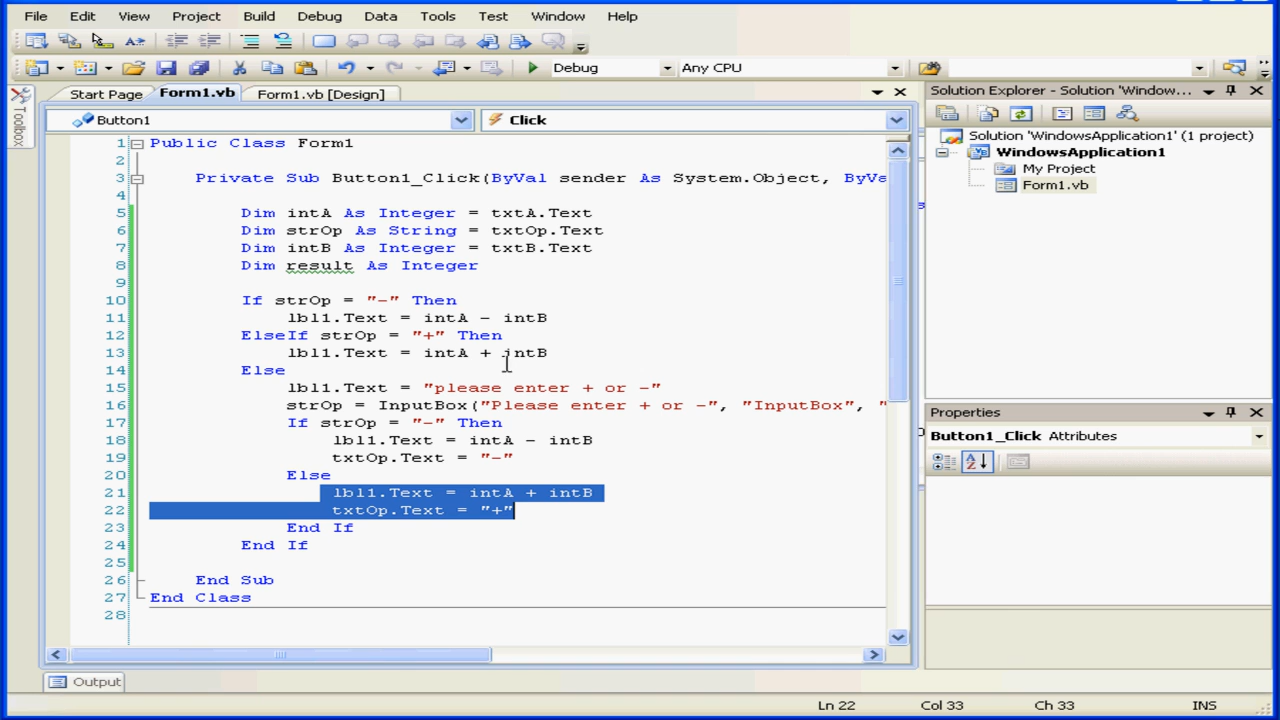 File Edit View Project Build Debug Data Tools Test Window Help
Debug Any CPU
Toolbox
Start Page Form1.vb Form1.vb [Design]
Button1 Click
1 Public Class Form1
2
3 Private Sub Button1_Click(ByVal sender As System.Object, ByVa
4
5 Dim intA As Integer = txtA.Text
6 Dim strOp As String = txtOp.Text
7 Dim intB As Integer = txtB.Text
8 Dim result As Integer
9
10 If strOp = "-" Then
11 lbl1.Text = intA - intB
12 ElseIf strOp = "+" Then
13 lbl1.Text = intA + intB
14 Else
15 lbl1.Text = "please enter + or -"
16 strOp = InputBox("Please enter + or -", "InputBox", "
17 If strOp = "-" Then
18 lbl1.Text = intA - intB
19 txtOp.Text = "-"
20 Else
21 lbl1.Text = intA + intB
22 txtOp.Text = "+"
23 End If
24 End If
25
26 End Sub
27 End Class
28
Output
Solution Explorer - Solution 'Window...
Solution 'WindowsApplication1' (1 project)
WindowsApplication1
My Project
Form1.vb
Properties
Button1_Click Attributes
Ln 22 Col 33 Ch 33 INS